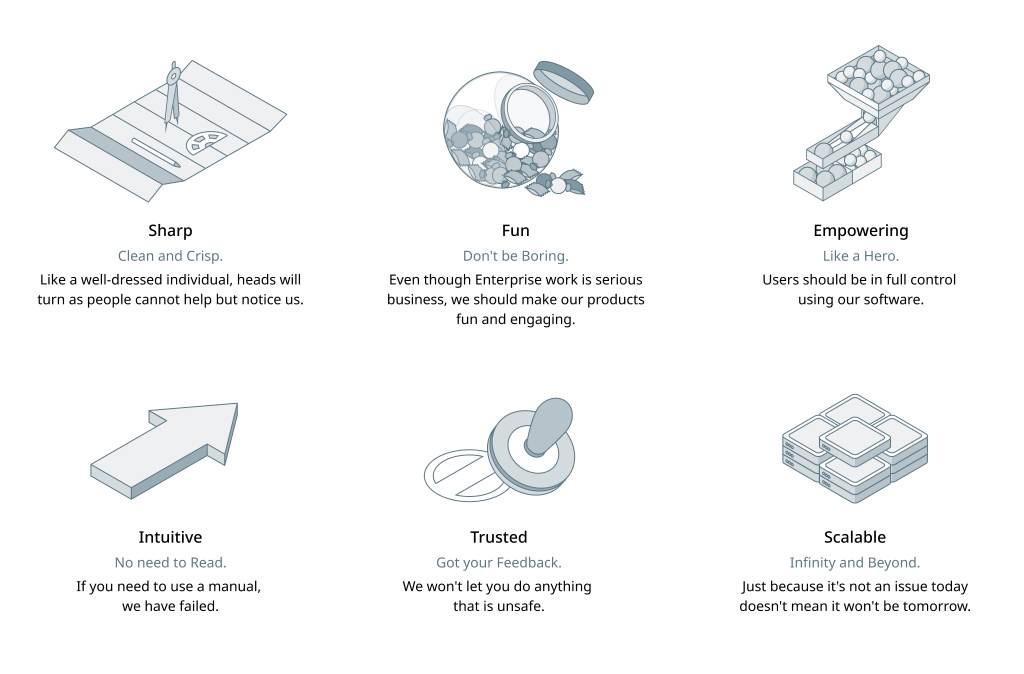 Sharp
Clean and Crisp.
Like a well-dressed individual, heads will
turn as people cannot help but notice us.
Fun
Don't be Boring.
Even though Enterprise work is serious
business, we should make our products
fun and engaging.
Empowering
Like a Hero.
Users should be in full control
using our software.
Intuitive
No need to Read.
If you need to use a manual,
we have failed.
Trusted
Got your Feedback.
We won't let you do anything
that is unsafe.
Scalable
Infinity and Beyond.
Just because it's not an issue today
doesn't mean it won't be tomorrow.